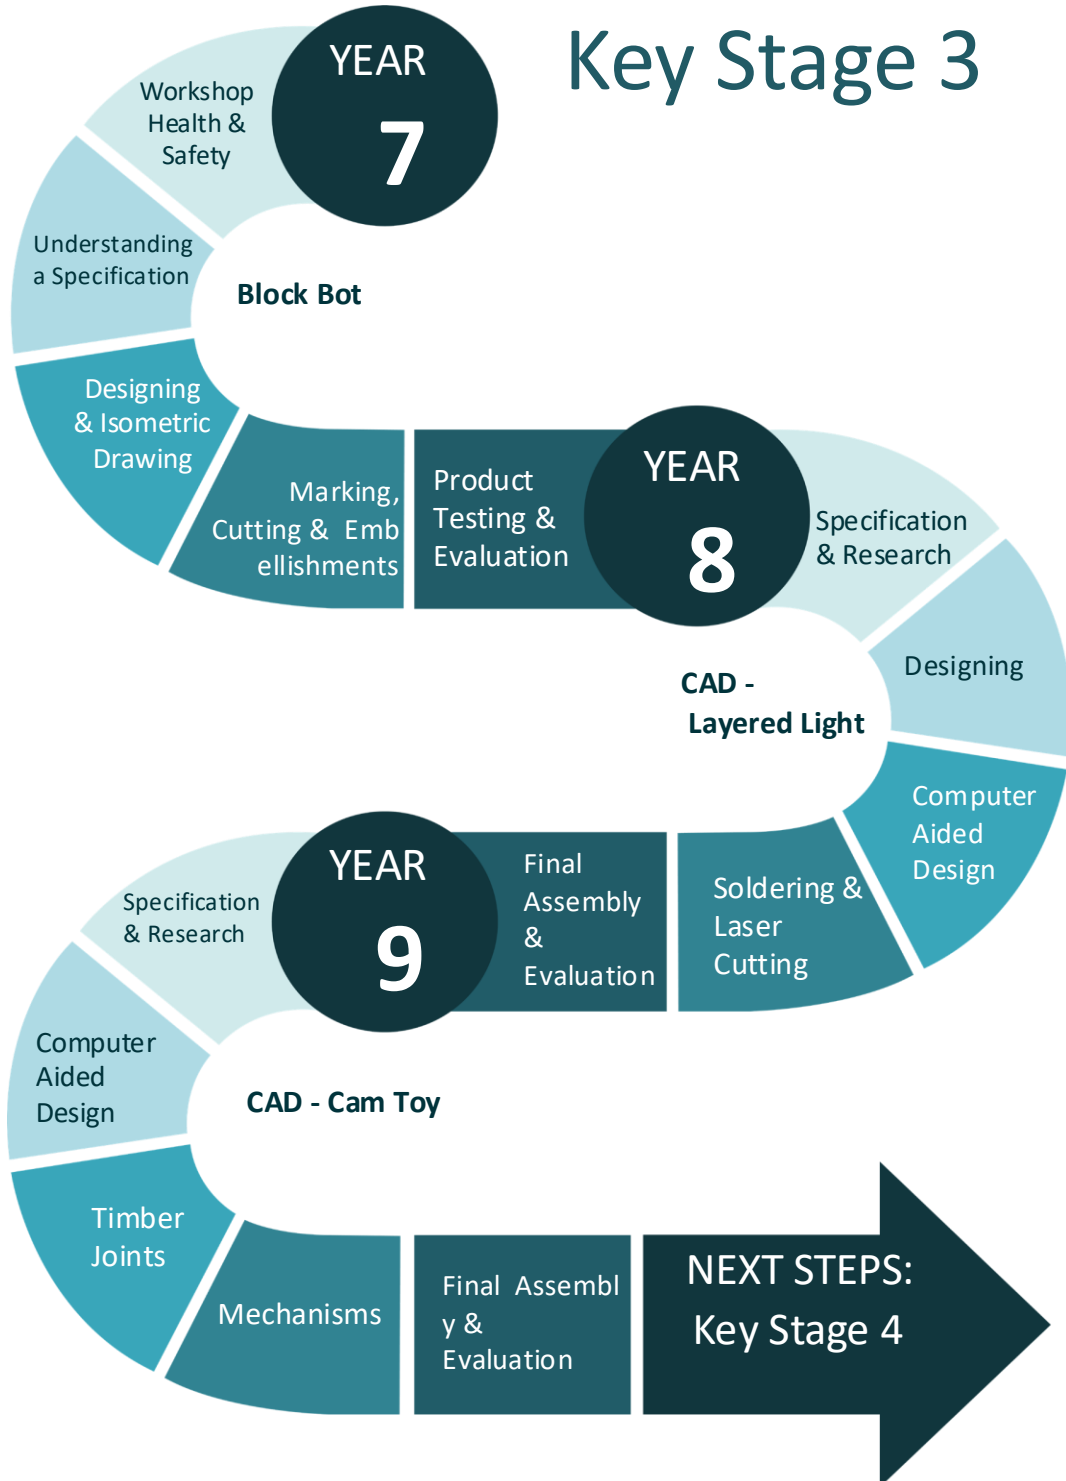 Key Stage 3
YEAR
7
Workshop
Health &
Safety
Understanding
a Specification
Block Bot
Designing
& Isometric
Drawing
Marking,
Cutting & Emb
ellishments
Product
Testing &
Evaluation
YEAR
8
Specification
& Research
Designing
CAD -
Layered Light
Computer
Aided
Design
Soldering &
Laser
Cutting
Final
Assembly
&
Evaluation
YEAR
9
Specification
& Research
Computer
Aided
Design
CAD - Cam Toy
Timber
Joints
Mechanisms
Final Assembl
y &
Evaluation
NEXT STEPS:
Key Stage 4